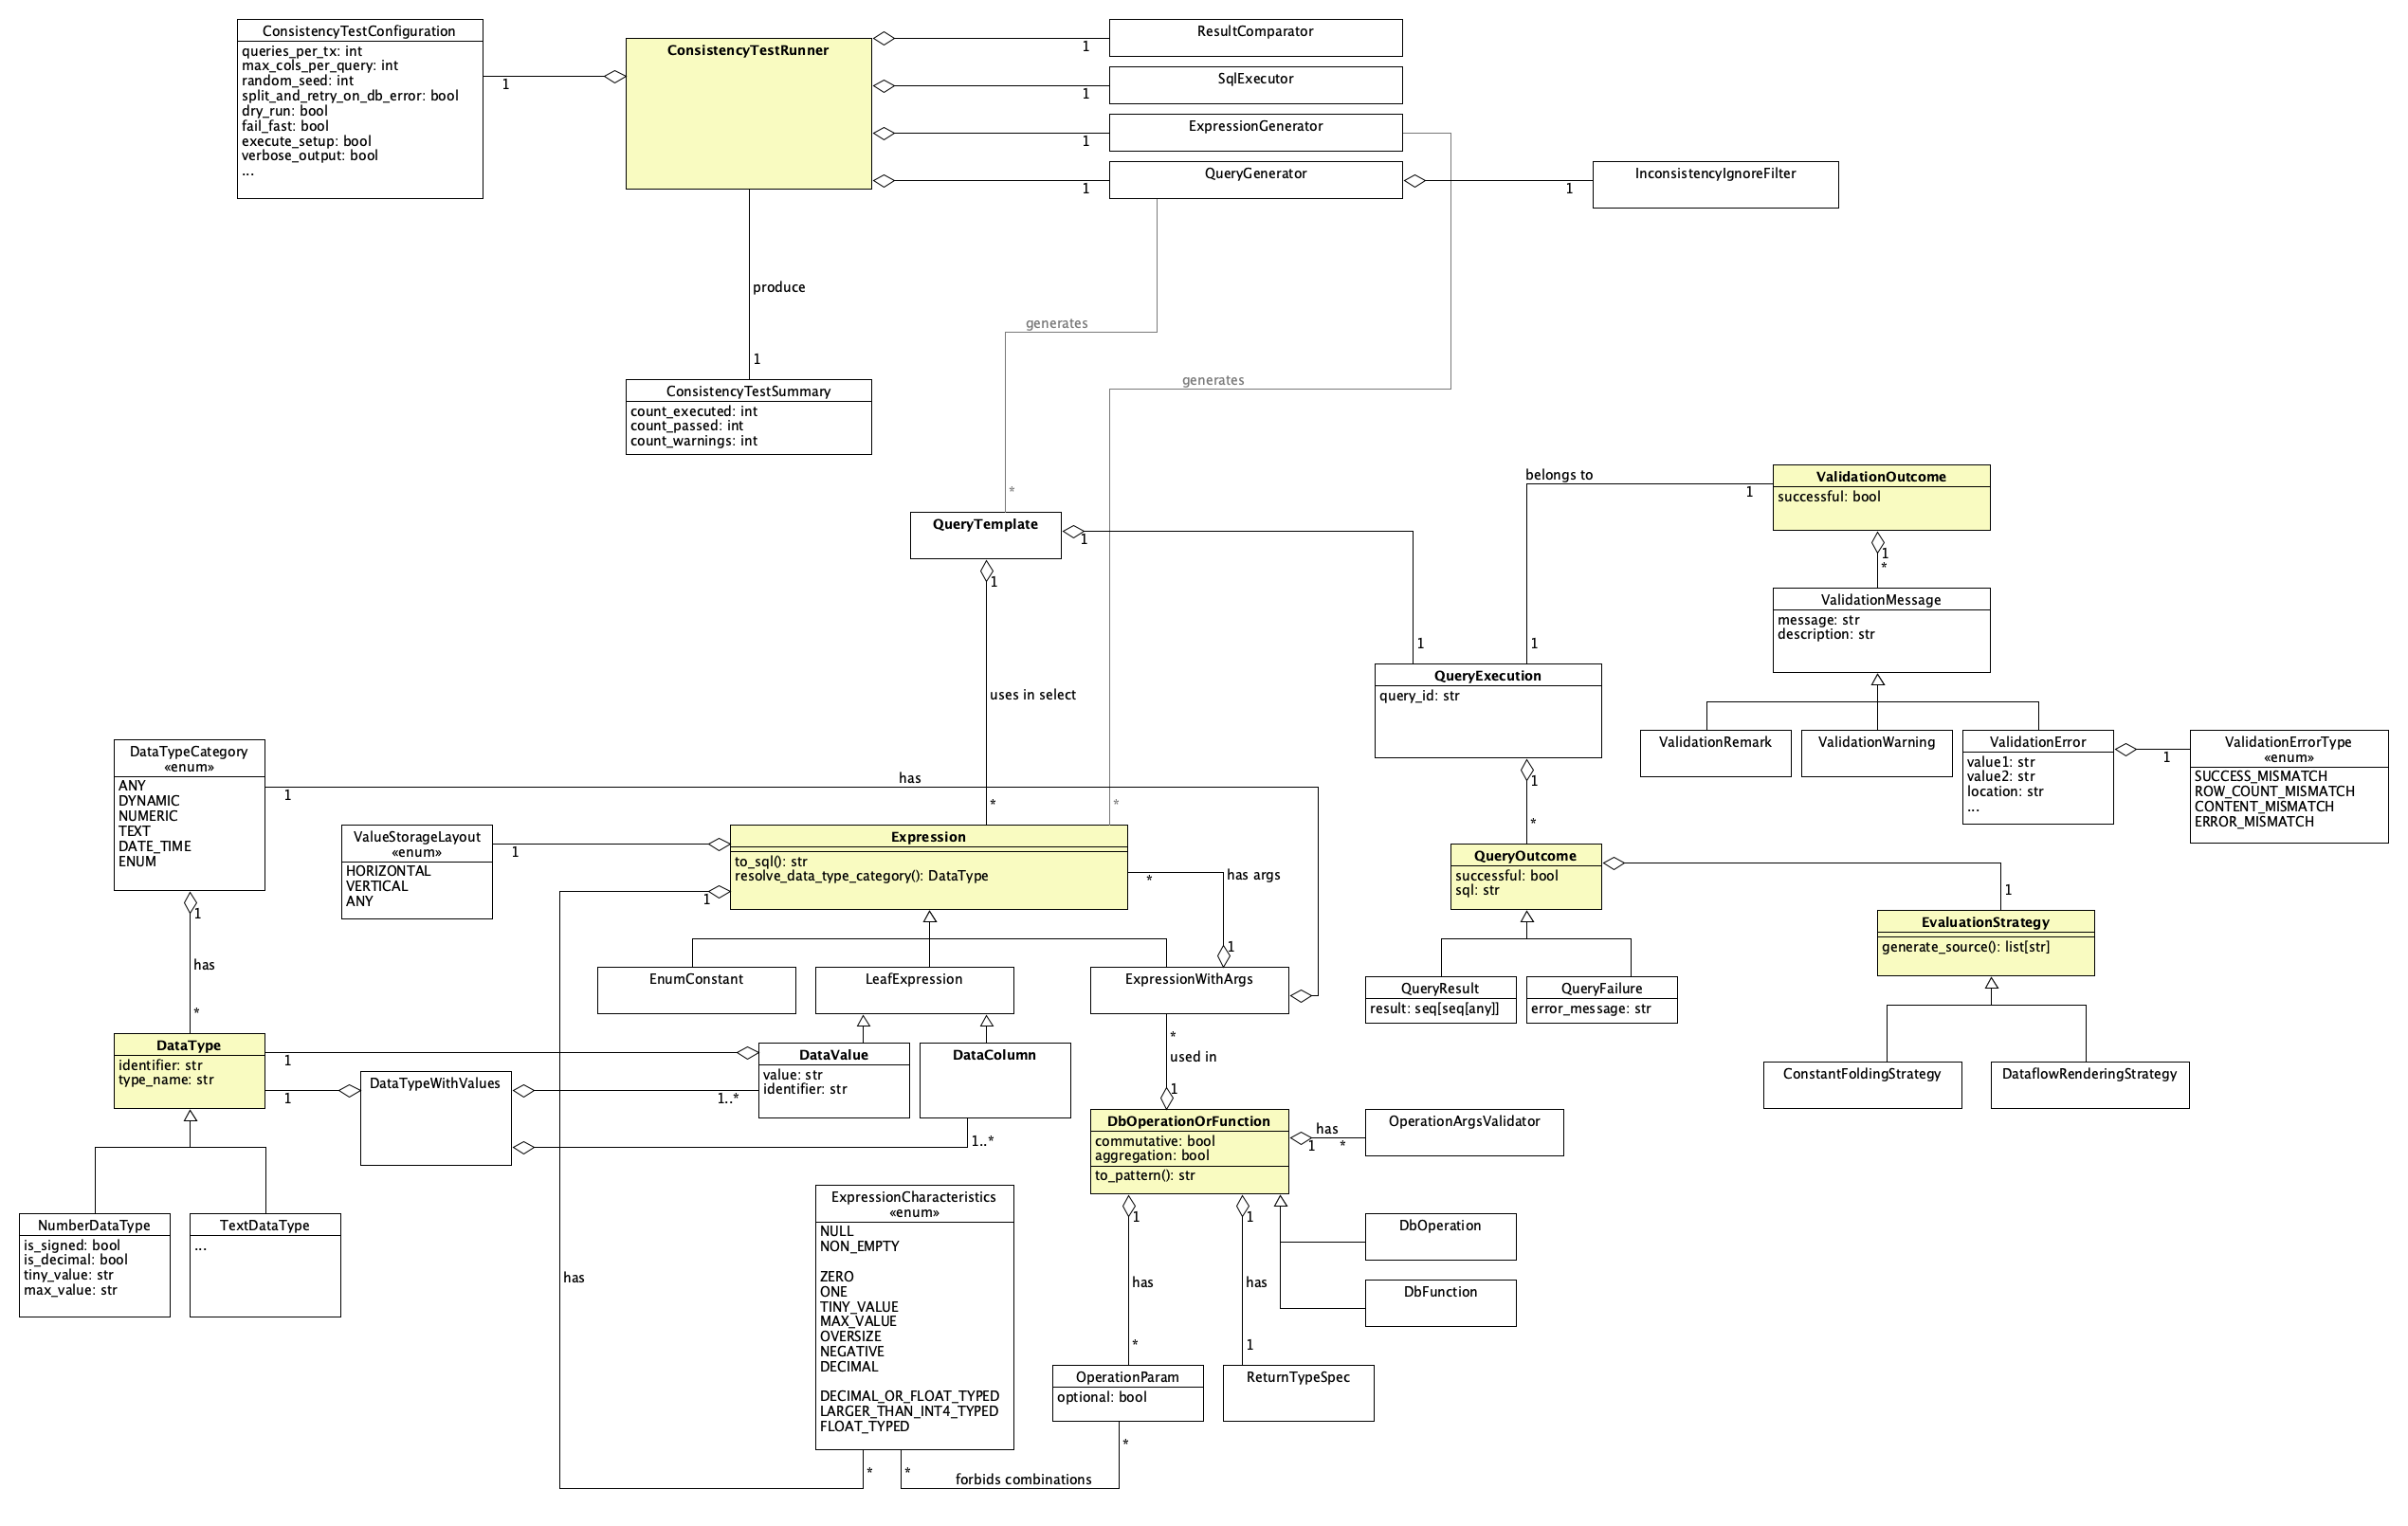 ConsistencyTestConfiguration
queries_per_tx: int
max_cols_per_query: int
random_seed: int
split_and_retry_on_db_error: bool
dry_run: bool
fail_fast: bool
execute_setup: bool
verbose_output: bool
...
1
ConsistencyTestRunner
1
ResultComparator
1
SqlExecutor
1
ExpressionGenerator
1
QueryGenerator
1
InconsistencyIgnoreFilter
produce
1
generates
generates
ConsistencyTestSummary
count_executed: int
count_passed: int
count_warnings: int
*
QueryTemplate
1
1
belongs to
1
ValidationOutcome
successful: bool
1
*
ValidationMessage
message: str
description: str
1
1
QueryExecution
query_id: str
uses in select
ValidationRemark
ValidationWarning
ValidationError
value1: str
value2: str
location: str
...
1
ValidationErrorType
«enum»
SUCCESS_MISMATCH
ROW_COUNT_MISMATCH
CONTENT_MISMATCH
ERROR_MISMATCH
DataTypeCategory
«enum»
ANY
DYNAMIC
NUMERIC
TEXT
DATE_TIME
ENUM
1
has
*
*
1
*
ValueStorageLayout
«enum»
HORIZONTAL
VERTICAL
ANY
1
Expression
to_sql(): str
resolve_data_type_category(): DataType
1
*
has args
1
QueryOutcome
successful: bool
sql: str
1
EvaluationStrategy
generate_source(): list[str]
1
has
*
EnumConstant
LeafExpression
ExpressionWithArgs
QueryResult
result: seq[seq[any]]
QueryFailure
error_message: str
DataType
identifier: str
type_name: str
1
1
DataTypeWithValues
1..*
1..*
DataValue
value: str
identifier: str
DataColumn
*
used in
1
ConstantFoldingStrategy
DataflowRenderingStrategy
DbOperationOrFunction
commutative: bool
aggregation: bool
to_pattern(): str
has
1
*
OperationArgsValidator
NumberDataType
is_signed: bool
is_decimal: bool
tiny_value: str
max_value: str
TextDataType
...
has
ExpressionCharacteristics
«enum»
NULL
NON_EMPTY
ZERO
ONE
TINY_VALUE
MAX_VALUE
OVERSIZE
NEGATIVE
DECIMAL
DECIMAL_OR_FLOAT_TYPED
LARGER_THAN_INT4_TYPED
FLOAT_TYPED
1
has
*
1
has
1
DbOperation
DbFunction
OperationParam
optional: bool
ReturnTypeSpec
*
*
forbids combinations
*